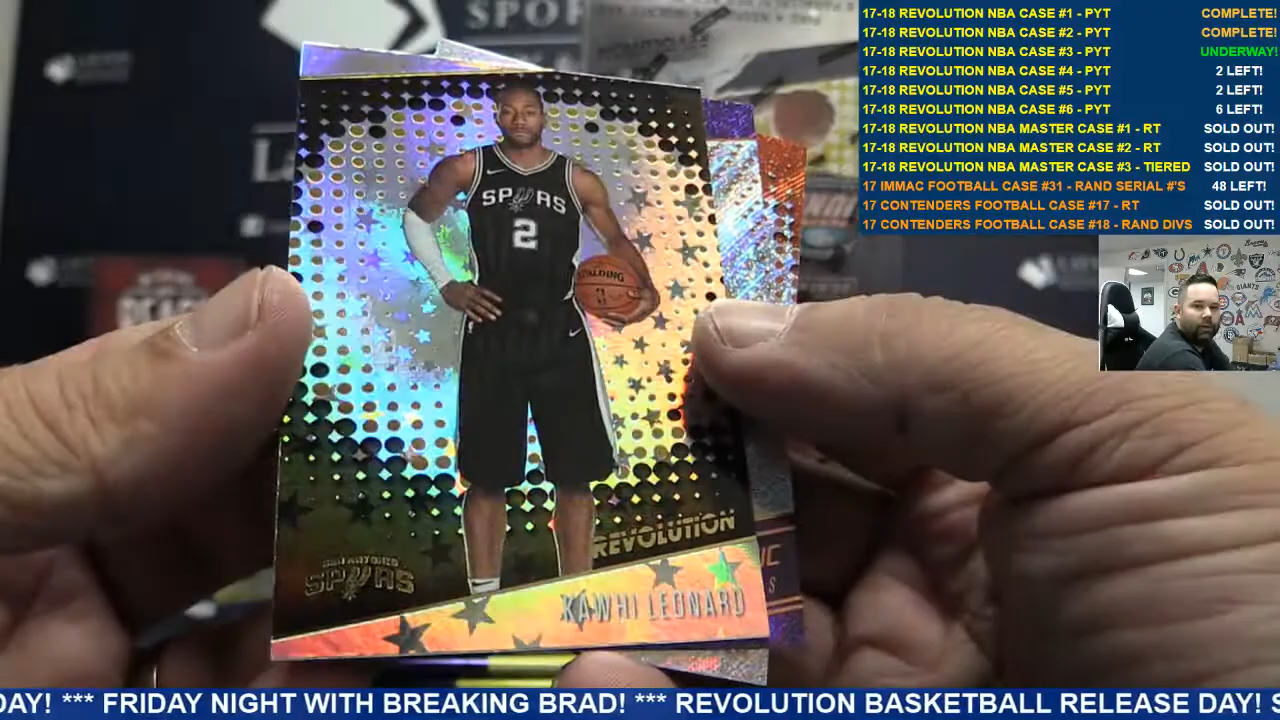 17-18 REVOLUTION NBA CASE #1 - PYT COMPLETE!
17-18 REVOLUTION NBA CASE #2 - PYT COMPLETE!
17-18 REVOLUTION NBA CASE #3 - PYT UNDERWAY!
17-18 REVOLUTION NBA CASE #4 - PYT 2 LEFT!
17-18 REVOLUTION NBA CASE #5 - PYT 2 LEFT!
17-18 REVOLUTION NBA CASE #6 - PYT 6 LEFT!
17-18 REVOLUTION NBA MASTER CASE #1 - RT SOLD OUT!
17-18 REVOLUTION NBA MASTER CASE #2 - RT SOLD OUT!
17-18 REVOLUTION NBA MASTER CASE #3 - TIERED SOLD OUT!
17 IMMAC FOOTBALL CASE #31 - RAND SERIAL #'S 48 LEFT!
17 CONTENDERS FOOTBALL CASE #17 - RT SOLD OUT!
17 CONTENDERS FOOTBALL CASE #18 - RAND DIVS SOLD OUT!
SPURS
2
SPALDING
REVOLUTION
SAN ANTONIO
SPURS
KAWHI LEONARD
DAY! *** FRIDAY NIGHT WITH BREAKING BRAD! *** REVOLUTION BASKETBALL RELEASE DAY! S